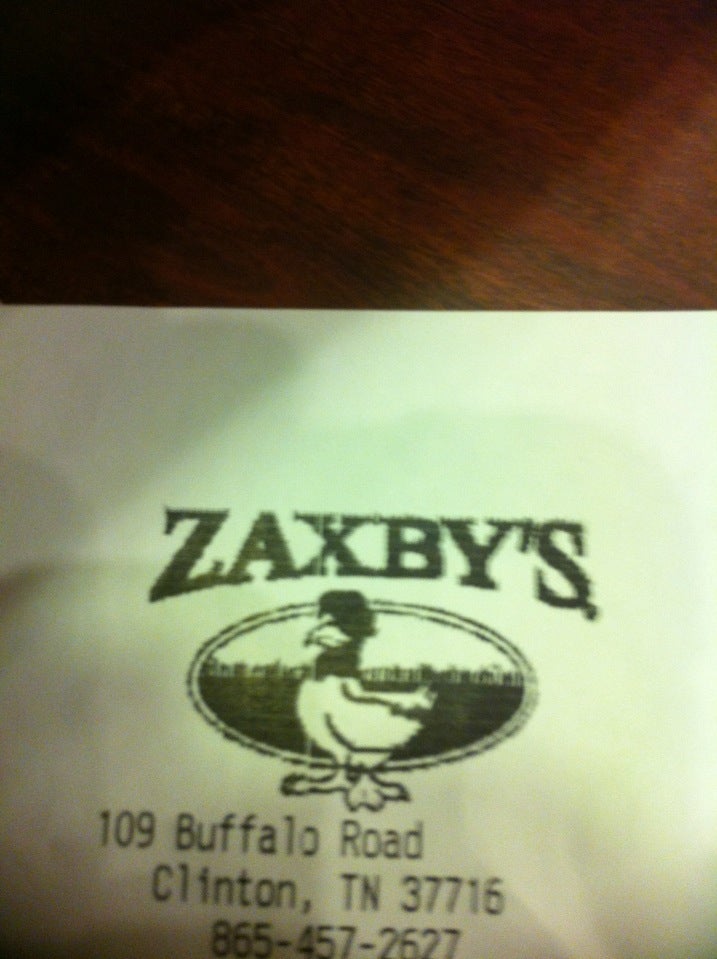 ZAXBY'S
109 Buffalo Road
Clinton, TN 37716
865-457-2627